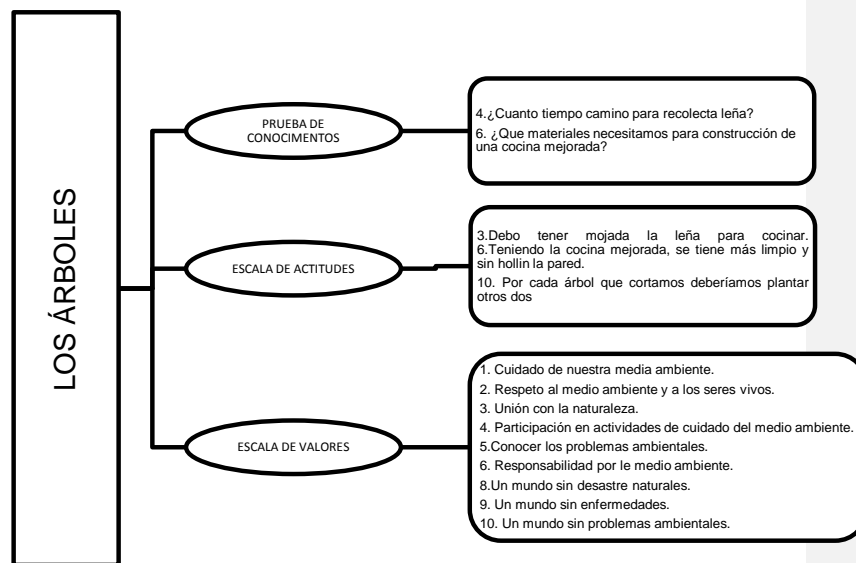 LOS ÁRBOLES
PRUEBA DE
CONOCIMENTOS
4.¿Cuanto tiempo camino para recolecta leña?
6. ¿Que materiales necesitamos para construcción de
una cocina mejorada?
ESCALA DE ACTITUDES
3.Debo tener mojada la leña para cocinar.
6.Teniendo la cocina mejorada, se tiene más limpio y
sin hollin la pared.
10. Por cada árbol que cortamos deberíamos plantar
otros dos
ESCALA DE VALORES
1. Cuidado de nuestra media ambiente.
2. Respeto al medio ambiente y a los seres vivos.
3. Unión con la naturaleza.
4. Participación en actividades de cuidado del medio ambiente.
5.Conocer los problemas ambientales.
6. Responsabilidad por le medio ambiente.
8.Un mundo sin desastre naturales.
9. Un mundo sin enfermedades.
10. Un mundo sin problemas ambientales.